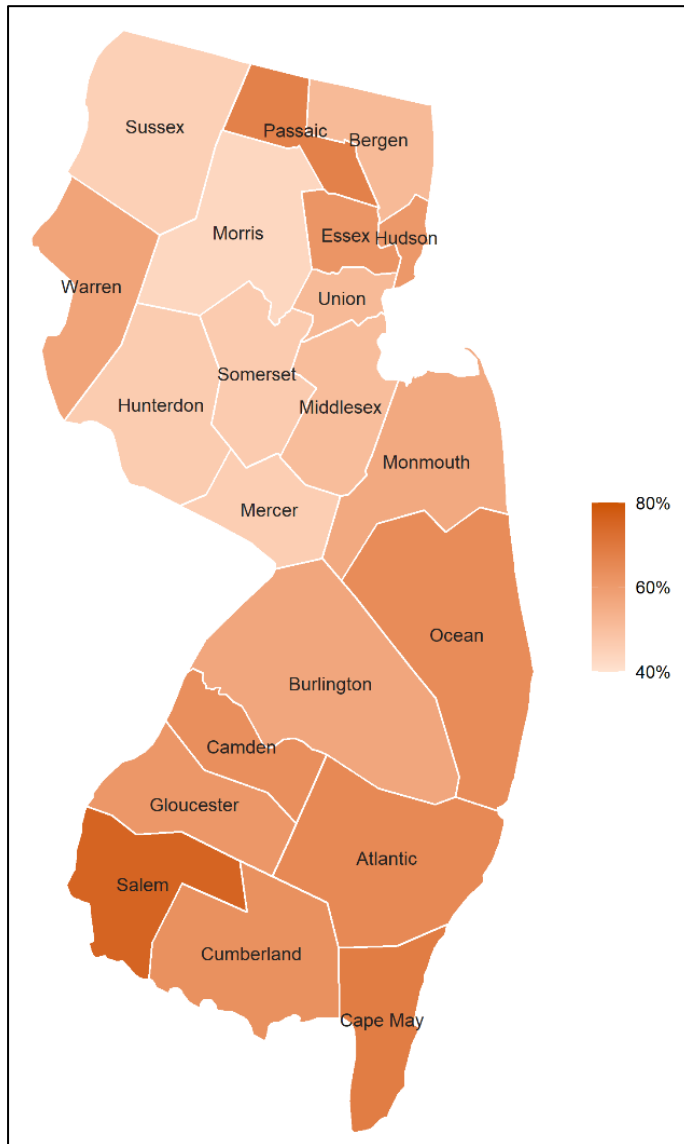 Sussex
Passaic
Bergen
Morris
Essex
Hudson
Warren
Union
Somerset
Hunterdon
Middlesex
Monmouth
Mercer
80%
60%
40%
Ocean
Burlington
Camden
Gloucester
Atlantic
Salem
Cumberland
Cape May